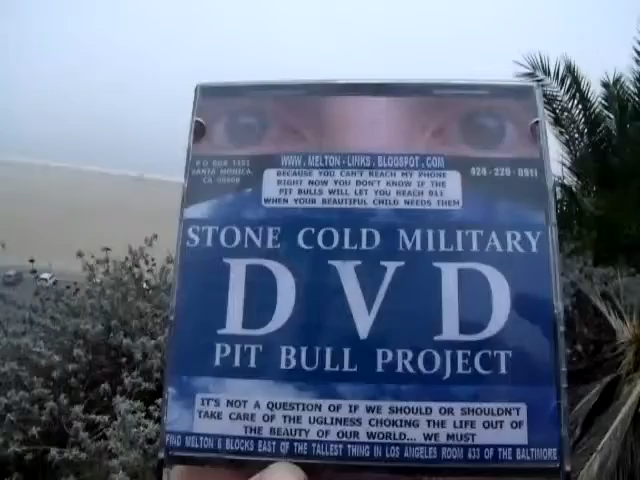 P O BOX 1151
SANTA MONICA,
CA 90406
WWW.MELTON-LINKS.BLOGSPOT.COM
424-228-8911
BECAUSE YOU CAN'T REACH MY PHONE
RIGHT NOW YOU DON'T KNOW IF THE
PIT BULLS WILL LET YOU REACH 911
WHEN YOUR BEAUTIFUL CHILD NEEDS THEM
STONE COLD MILITARY
DVD
PIT BULL PROJECT
IT'S NOT A QUESTION OF IF WE SHOULD OR SHOULDN'T
TAKE CARE OF THE UGLINESS CHOKING THE LIFE OUT OF
THE BEAUTY OF OUR WORLD... WE MUST
FIND MELTON 6 BLOCKS EAST OF THE TALLEST THING IN LOS ANGELES ROOM 433 OF THE BALTIMORE